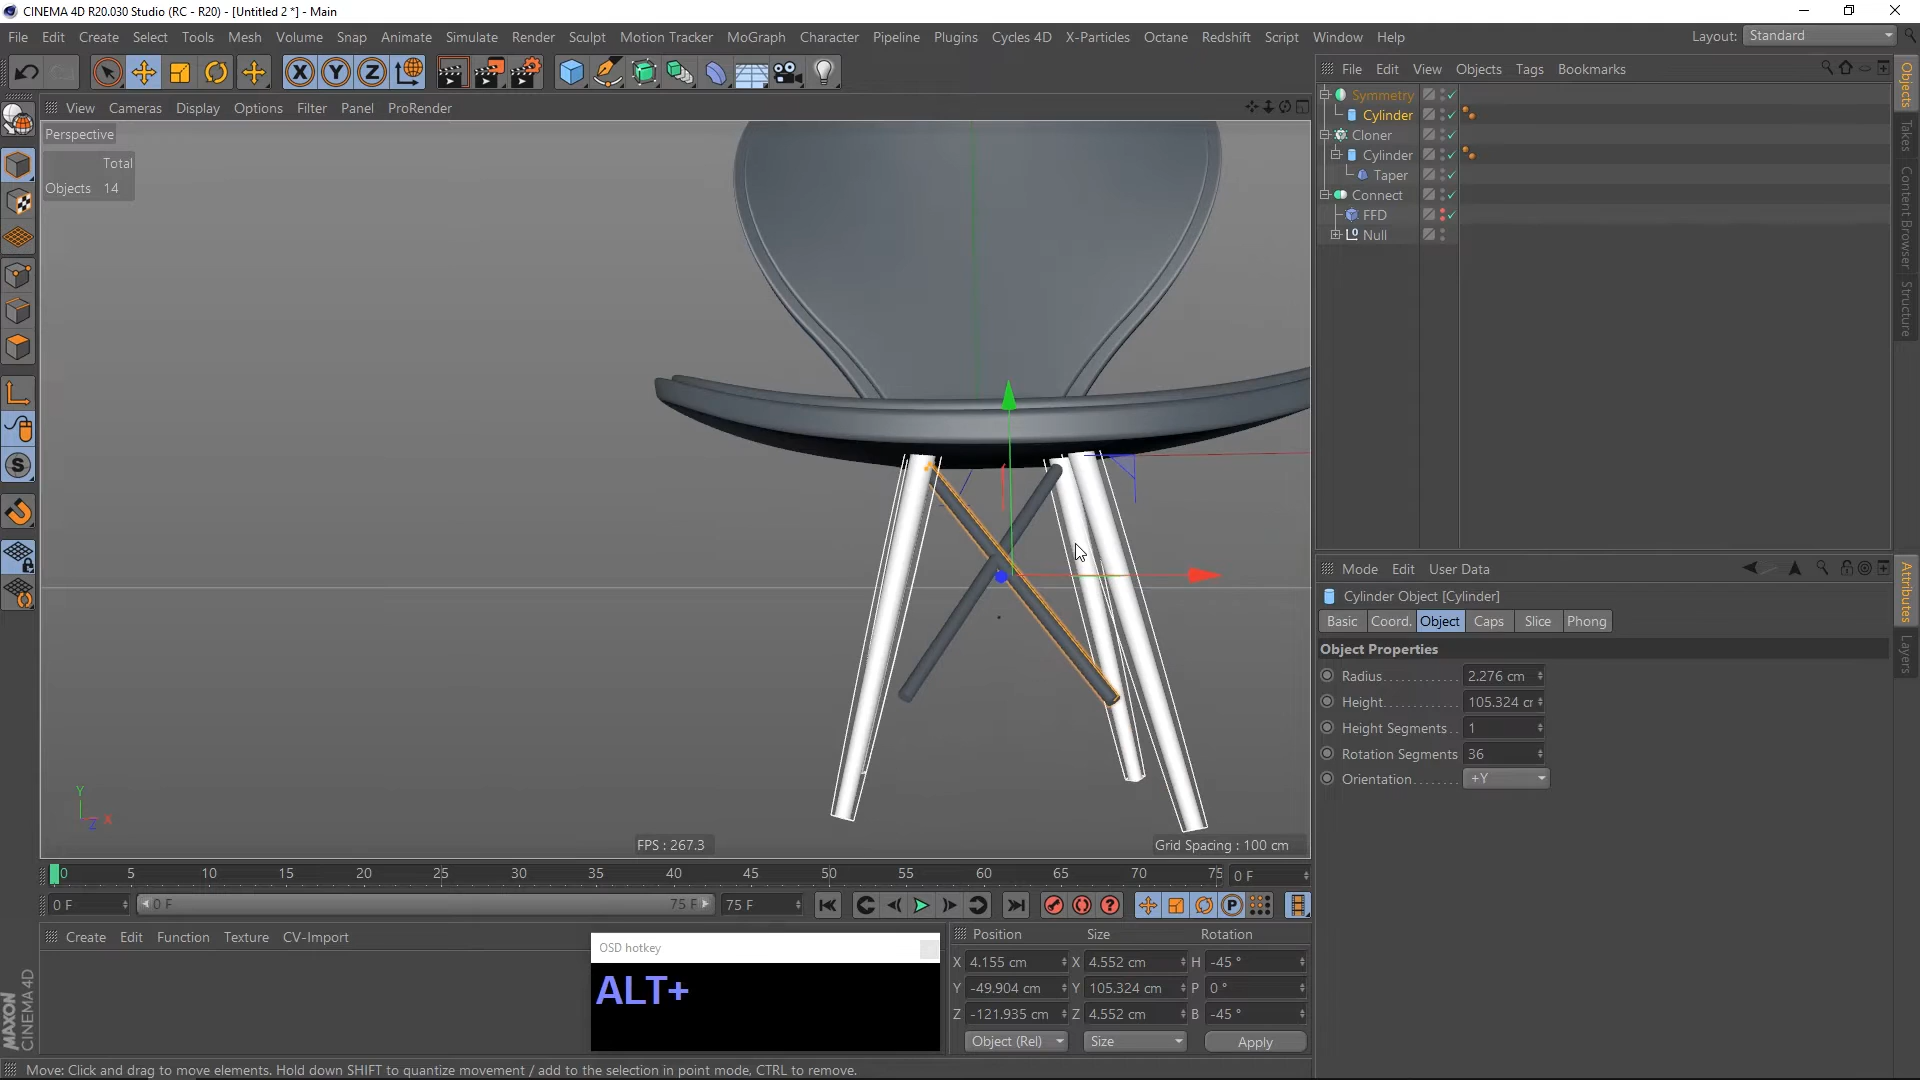 CINEMA 4D R20.030 Studio (RC - R20) - [Untitled 2 *] - Main
File Edit Create Select Tools Mesh Volume Snap Animate Simulate Render Sculpt Motion Tracker MoGraph Character Pipeline Plugins Cycles 4D X-Particles Octane Redshift Script Window Help
Layout: Standard
X Y Z
File Edit View Objects Tags Bookmarks
View Cameras Display Options Filter Panel ProRender
Perspective
Total
Objects 14
Symmetry
Cylinder
Cloner
Cylinder
Taper
Connect
FFD
Null
Objects
Takes
Content Browser
Structure
Mode Edit User Data
Cylinder Object [Cylinder]
Basic Coord. Object Caps Slice Phong
Object Properties
Radius 2.276 cm
Height 105.324 cr
Height Segments 1
Rotation Segments 36
Orientation +Y
Attributes
Layers
Y
X
Z
FPS : 267.3
Grid Spacing : 100 cm
0 5 10 15 20 25 30 35 40 45 50 55 60 65 70 75
0 F
0 F 0 F 75 F 75 F
Create Edit Function Texture CV-Import
OSD hotkey
ALT+
Position Size Rotation
X 4.155 cm X 4.552 cm H -45 °
Y -49.904 cm Y 105.324 cm P 0 °
Z -121.935 cm Z 4.552 cm B -45 °
Object (Rel) Size Apply
MAXON
CINEMA 4D
Move: Click and drag to move elements. Hold down SHIFT to quantize movement / add to the selection in point mode, CTRL to remove.